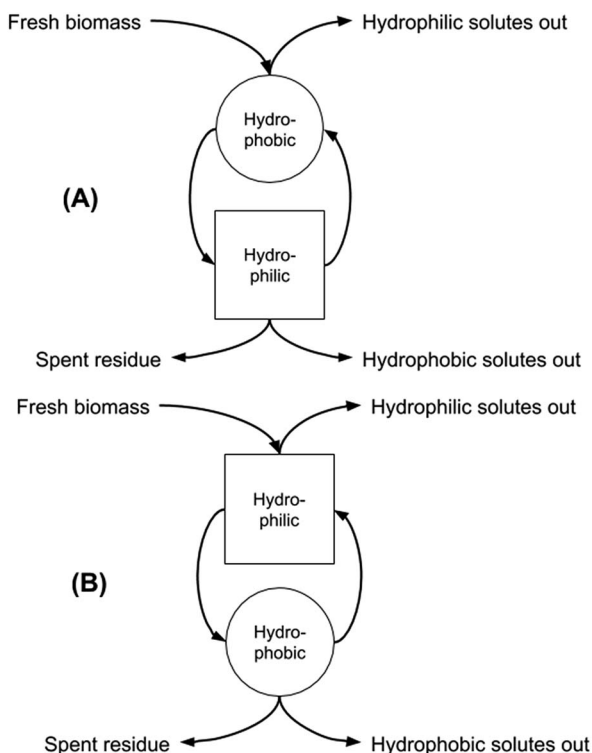 Fresh biomass
Hydrophilic solutes out
Hydro-
phobic
(A)
Hydro-
philic
Spent residue
Hydrophobic solutes out
Fresh biomass
Hydrophilic solutes out
Hydro-
philic
(B)
Hydro-
phobic
Spent residue
Hydrophobic solutes out